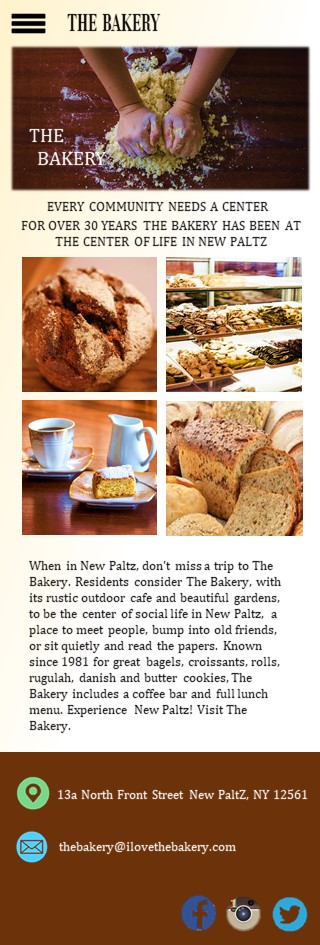 THE BAKERY
THE
BAKERY
EVERY COMMUNITY NEEDS A CENTER
FOR OVER 30 YEARS THE BAKERY HAS BEEN AT
THE CENTER OF LIFE IN NEW PALTZ
When in New Paltz, don't miss a trip to The
Bakery. Residents consider The Bakery, with
its rustic outdoor cafe and beautiful gardens,
to be the center of social life in New Paltz, a
place to meet people, bump into old friends,
or sit quietly and read the papers. Known
since 1981 for great bagels, croissants, rolls,
rugulah, danish and butter cookies, The
Bakery includes a coffee bar and full lunch
menu. Experience New Paltz! Visit The
Bakery.
13a North Front Street New PaltZ, NY 12561
thebakery@ilovethebakery.com